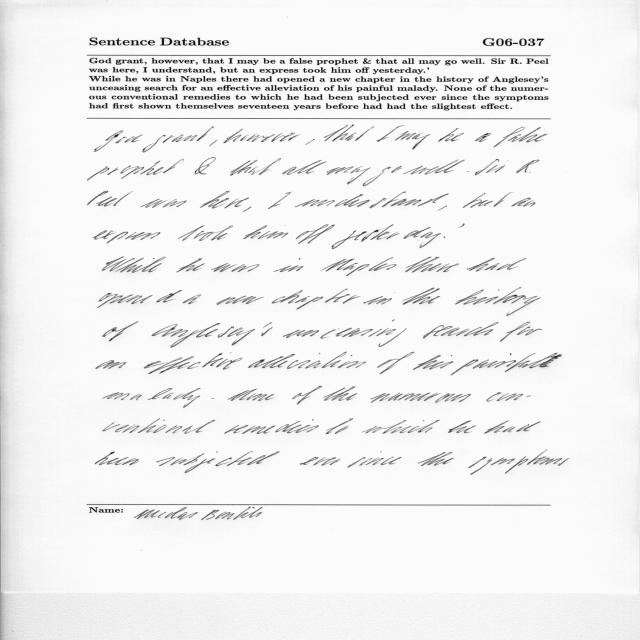 Sentence Database G06-037
God grant, however, that I may be a false prophet & that all may go well. Sir R. Peel
was here, I understand, but an express took him off yesterday.'
While he was in Naples there had opened a new chapter in the history of Anglesey's
unceasing search for an effective alleviation of his painful malady. None of the numer-
ous conventional remedies to which he had been subjected ever since the symptoms
had first shown themselves seventeen years before had had the slightest effect.
God grant, however, that I may be a false
prophet & that all may go well. Sir R
Peel was here, I understand, but an
express took him off yesterday.'
While he was in Naples there had
opened a new chapter in the history
of Anglesey's unceasing search for
an effective alleviation of his painful
malady. None of the numerous con-
ventional remedies to which he had
been subjected ever since the symptoms
Name: